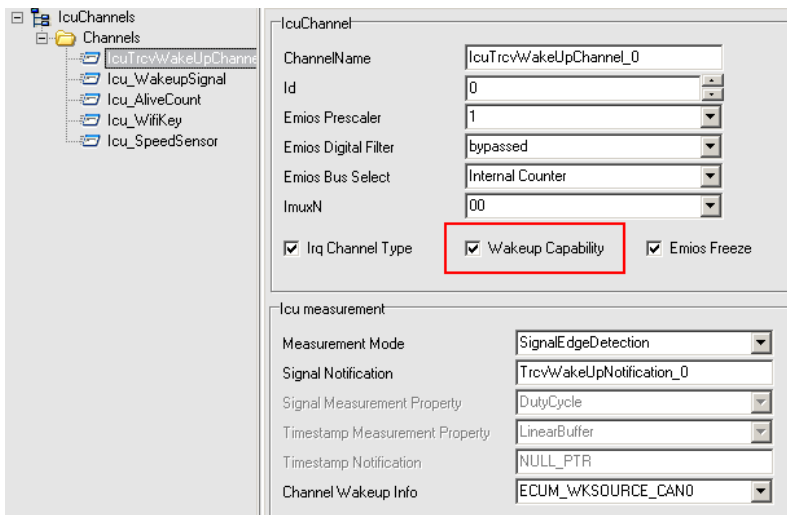 IcuChannels
Channels
IcuTrcvWakeUpChanne
Icu_WakeupSignal
Icu_AliveCount
Icu_WifiKey
Icu_SpeedSensor
IcuChannel
ChannelName IcuTrcvWakeUpChannel_0
Id 0
Emios Prescaler 1
Emios Digital Filter bypassed
Emios Bus Select Internal Counter
ImuxN 00
Irq Channel Type Wakeup Capability Emios Freeze
Icu measurement
Measurement Mode SignalEdgeDetection
Signal Notification TrcvWakeUpNotification_0
Signal Measurement Property DutyCycle
Timestamp Measurement Property LinearBuffer
Timestamp Notification NULL_PTR
Channel Wakeup Info ECUM_WKSOURCE_CAN0